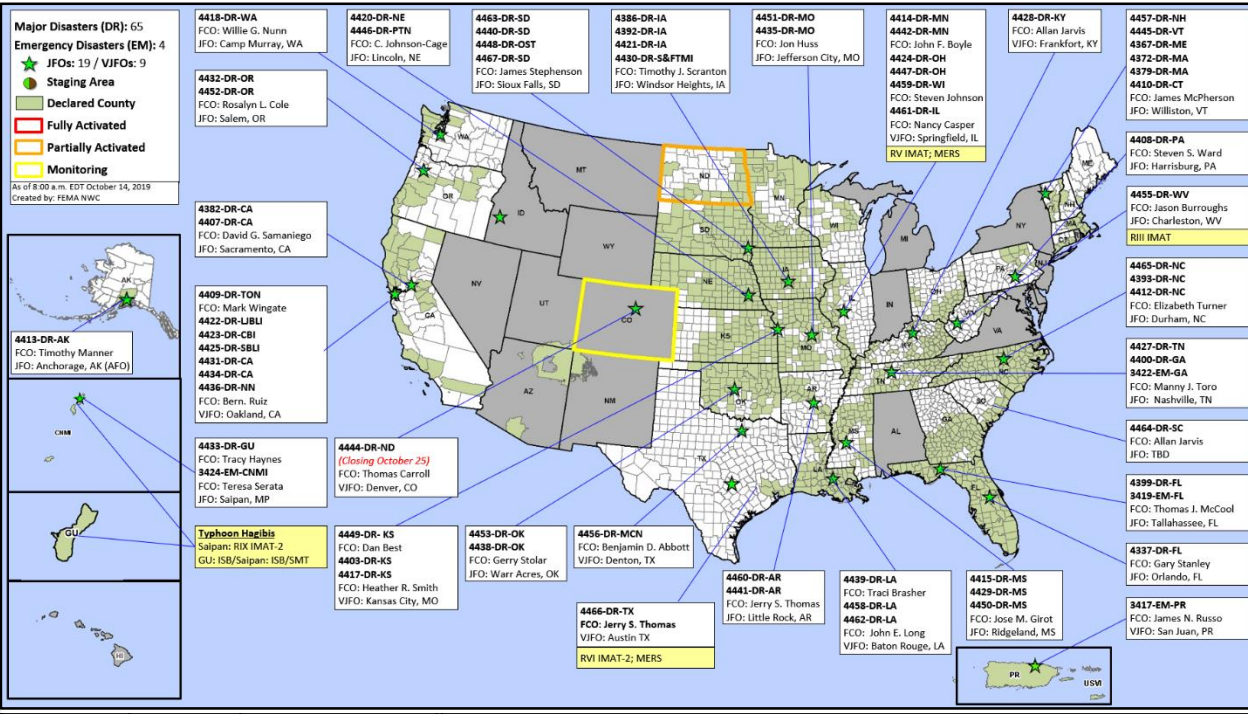 Major Disasters (DR): 65
Emergency Disasters (EM): 4
JFOs: 19 / VJFOs: 9
Staging Area
Declared County
Fully Activated
Partially Activated
Monitoring
As of 8:00 a.m. EDT October 14, 2019
Created by: FEMA NWC
4418-DR-WA
FCO: Willie G. Nunn
JFO: Camp Murray, WA
4420-DR-NE
4446-DR-PTN
FCO: C. Johnson-Cage
JFO: Lincoln, NE
4463-DR-SD
4440-DR-SD
4448-DR-OST
4467-DR-SD
FCO: James Stephenson
JFO: Sioux Falls, SD
4386-DR-IA
4392-DR-IA
4421-DR-IA
4430-DR-S&FTMI
FCO: Timothy J. Scranton
JFO: Windsor Heights, IA
4451-DR-MO
4435-DR-MO
FCO: Jon Huss
JFO: Jefferson City, MO
4414-DR-MN
4442-DR-MN
FCO: John F. Boyle
4424-DR-OH
4447-DR-OH
4459-DR-WI
FCO: Steven Johnson
4461-DR-IL
FCO: Nancy Casper
VJFO: Springfield, IL
RV IMAT; MERS
4428-DR-KY
FCO: Allan Jarvis
VJFO: Frankfort, KY
4457-DR-NH
4445-DR-VT
4367-DR-ME
4372-DR-MA
4379-DR-MA
4410-DR-CT
FCO: James McPherson
JFO: Williston, VT
4432-DR-OR
4452-DR-OR
FCO: Rosalyn L. Cole
JFO: Salem, OR
4408-DR-PA
FCO: Steven S. Ward
JFO: Harrisburg, PA
4455-DR-WV
FCO: Jason Burroughs
JFO: Charleston, WV
RIII IMAT
4382-DR-CA
4407-DR-CA
FCO: David G. Samaniego
JFO: Sacramento, CA
4465-DR-NC
4393-DR-NC
4412-DR-NC
FCO: Elizabeth Turner
JFO: Durham, NC
4409-DR-TON
FCO: Mark Wingate
4422-DR-LJBLI
4423-DR-CBI
4425-DR-SBLI
4431-DR-CA
4434-DR-CA
4436-DR-NN
FCO: Bern. Ruiz
VJFO: Oakland, CA
4413-DR-AK
FCO: Timothy Manner
JFO: Anchorage, AK (AFO)
4427-DR-TN
4400-DR-GA
3422-EM-GA
FCO: Manny J. Toro
JFO: Nashville, TN
4464-DR-SC
FCO: Allan Jarvis
JFO: TBD
4433-DR-GU
FCO: Tracy Haynes
3424-EM-CNMI
FCO: Teresa Serata
JFO: Saipan, MP
4444-DR-ND
(Closing October 25)
FCO: Thomas Carroll
VJFO: Denver, CO
4399-DR-FL
3419-EM-FL
FCO: Thomas J. McCool
JFO: Tallahassee, FL
Typhoon Hagibis
Saipan: RIX IMAT-2
GU: ISB/Saipan: ISB/SMT
4449-DR- KS
FCO: Dan Best
4403-DR-KS
4417-DR-KS
FCO: Heather R. Smith
VJFO: Kansas City, MO
4453-DR-OK
4438-DR-OK
FCO: Gerry Stolar
JFO: Warr Acres, OK
4456-DR-MCN
FCO: Benjamin D. Abbott
VJFO: Denton, TX
4466-DR-TX
FCO: Jerry S. Thomas
VJFO: Austin TX
RVI IMAT-2; MERS
4460-DR-AR
4441-DR-AR
FCO: Jerry S. Thomas
JFO: Little Rock, AR
4439-DR-LA
FCO: Traci Brasher
4458-DR-LA
4462-DR-LA
FCO: John E. Long
VJFO: Baton Rouge, LA
4415-DR-MS
4429-DR-MS
4450-DR-MS
FCO: Jose M. Girot
JFO: Ridgeland, MS
4337-DR-FL
FCO: Gary Stanley
JFO: Orlando, FL
3417-EM-PR
FCO: James N. Russo
VJFO: San Juan, PR
WA
MT
ND
MN
ME
OR
ID
SD
WI
MI
NY
NH
MA
CT
WY
NE
IA
IL
IN
OH
PA
NJ
NV
UT
CO
KS
MO
KY
WV
VA
CA
AZ
NM
OK
AR
TN
NC
SC
TX
LA
MS
AL
GA
FL
AK
CNMI
GU
HI
PR
USVI